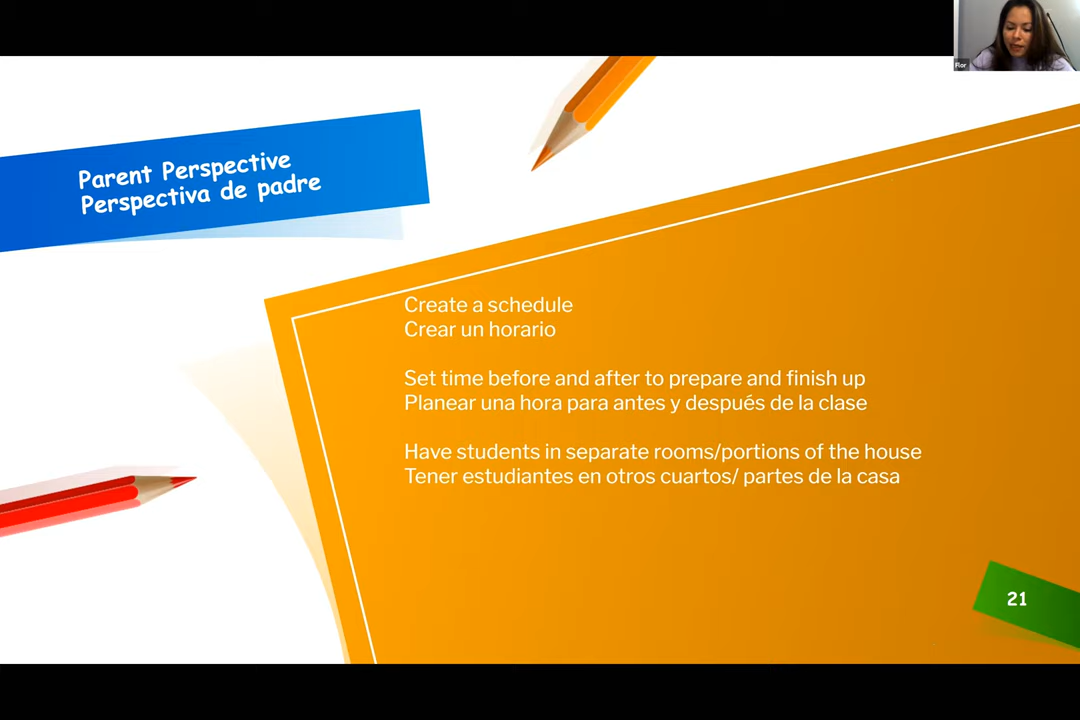 Flor
Parent Perspective
Perspectiva de padre
Create a schedule
Crear un horario
Set time before and after to prepare and finish up
Planear una hora para antes y después de la clase
Have students in separate rooms/portions of the house
Tener estudiantes en otros cuartos/ partes de la casa
21